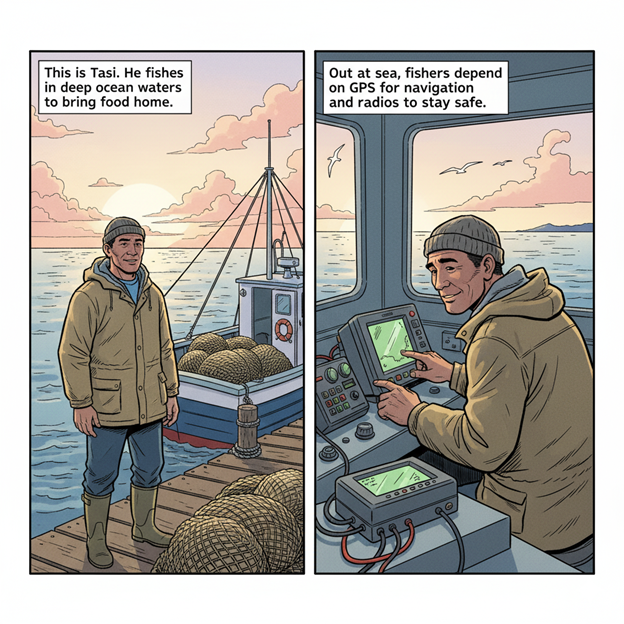 This is Tasi. He fishes
in deep ocean waters
to bring food home.
Out at sea, fishers depend
on GPS for navigation
and radios to stay safe.